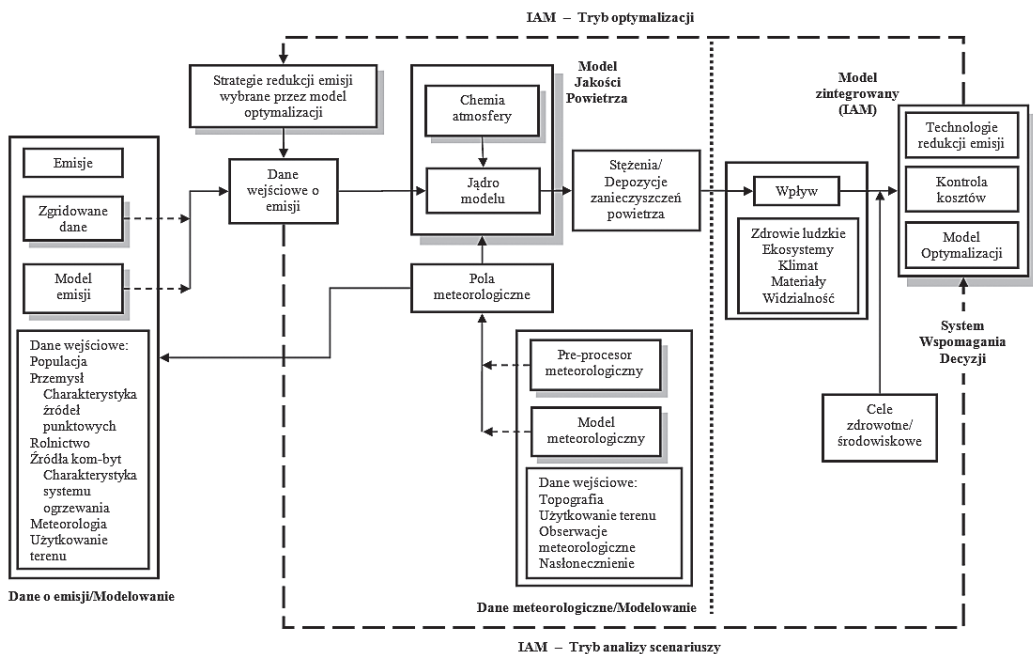 IAM – Tryb optymalizacji
Strategie redukcji emisji
wybrane przez model
optymalizacji
Model
Jakości
Powietrza
Chemia
atmosfery
Jądro
modelu
Dane
wejściowe o
emisji
Emisje
Zgridowane
dane
Model
emisji
Dane wejściowe:
Populacja
Przemysł
Charakterystyka
źródeł
punktowych
Rolnictwo
Źródła kom-byt
Charakterystyka
systemu
ogrzewania
Meteorologia
Użytkowanie
terenu
Dane o emisji/Modelowanie
Stężenia/
Depozycje
zanieczyszczeń
powietrza
Pola
meteorologiczne
Pre-procesor
meteorologiczny
Model
meteorologiczny
Dane wejściowe:
Topografia
Użytkowanie terenu
Obserwacje
meteorologiczne
Nasłonecznienie
Dane meteorologiczne/Modelowanie
Model
zintegrowany
(IAM)
Wpływ
Zdrowie ludzkie
Ekosystemy
Klimat
Materiały
Widzialność
Technologie
redukcji emisji
Kontrola
kosztów
Model
Optymalizacji
System
Wspomagania
Decyzji
Cele
zdrowotne/
środowiskowe
IAM – Tryb analizy scenariuszy